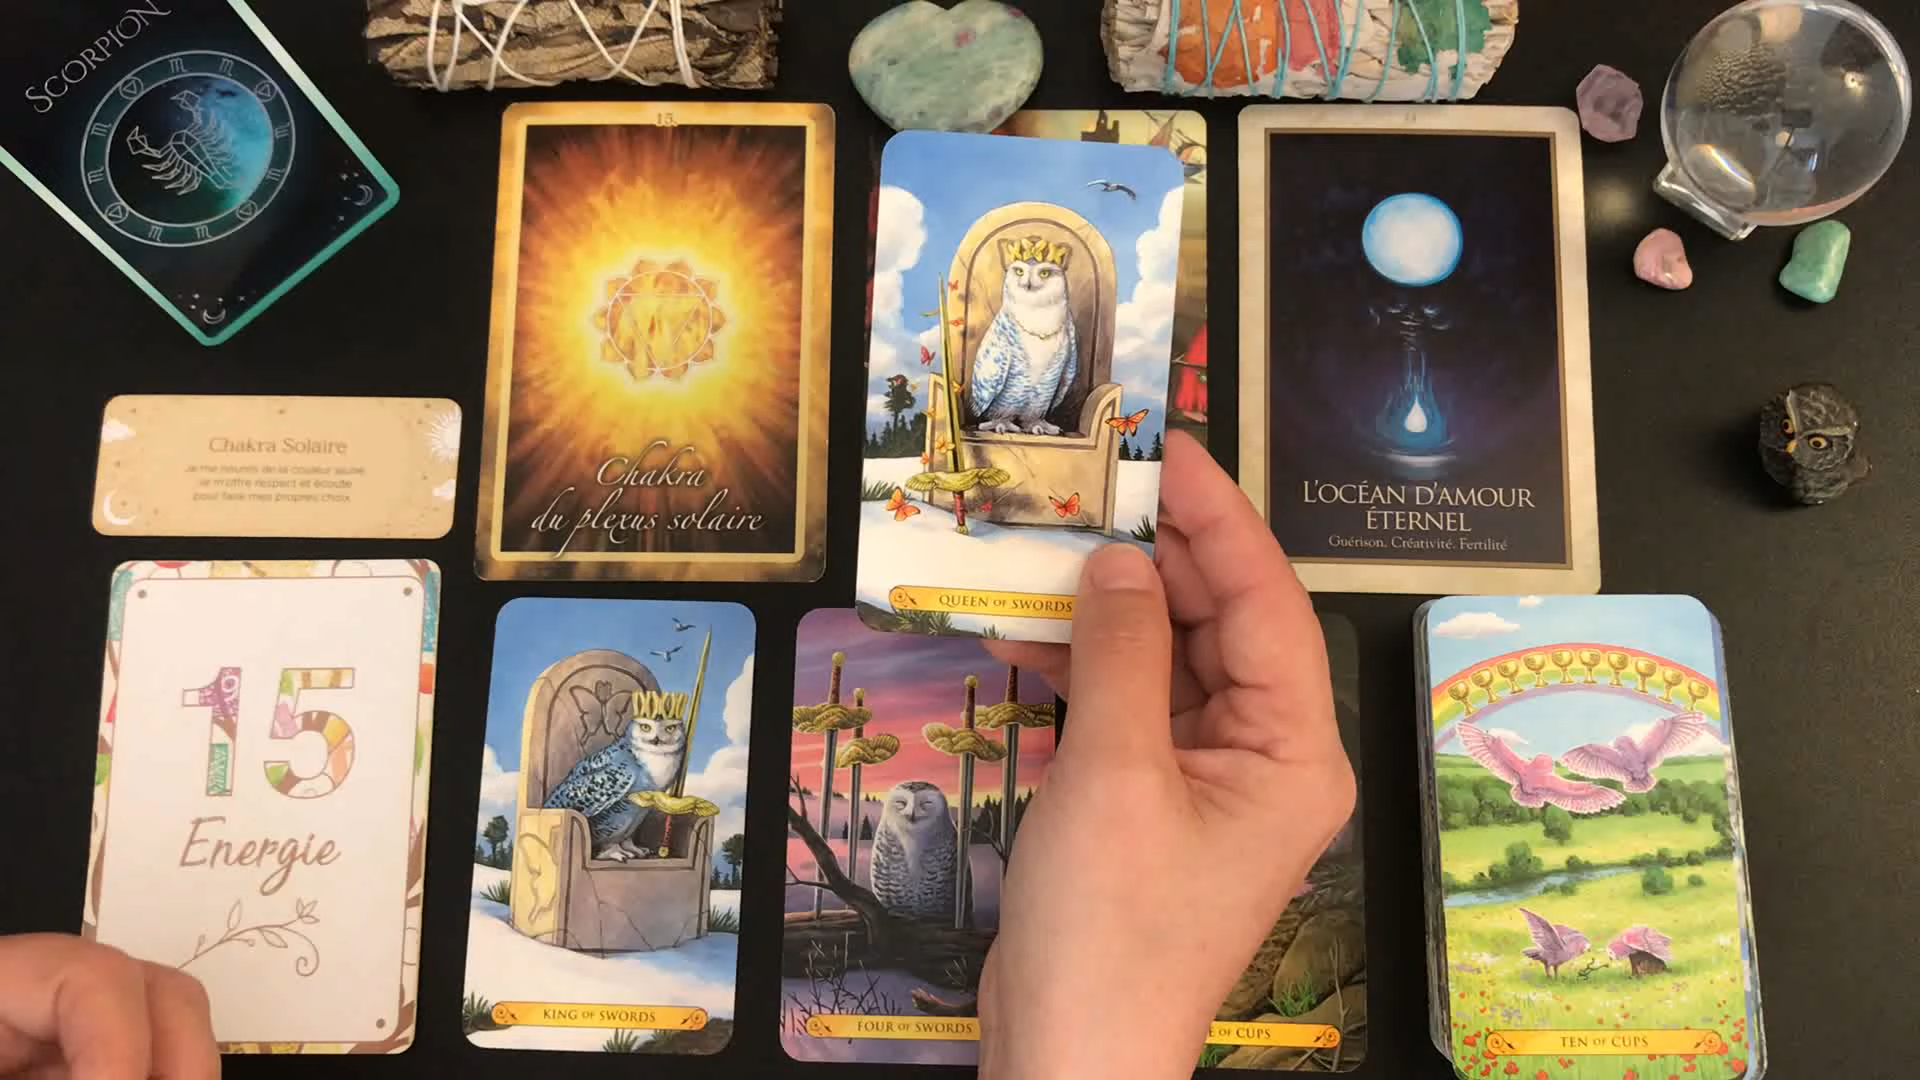 SCORPION
15.
Chakra
du plexus solaire
QUEEN OF SWORDS
L'OCÉAN D'AMOUR
ÉTERNEL
Guérison. Créativité. Fertilité
Chakra Solaire
Je me nourris de la couleur jaune
Je m'offre respect et écoute
pour faire mes propres choix
15
Energie
KING OF SWORDS
FOUR OF SWORDS
OF CUPS
TEN OF CUPS